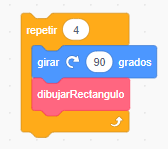 repetir 4
girar 90 grados
dibujarRectangulo